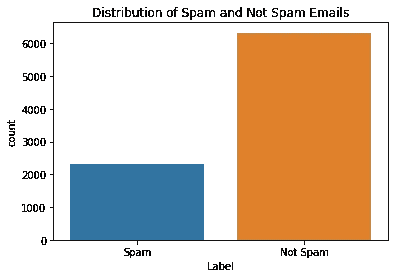 Distribution of Spam and Not Spam Emails
6000
5000
4000
3000
2000
1000
0
count
Spam
Not Spam
Label